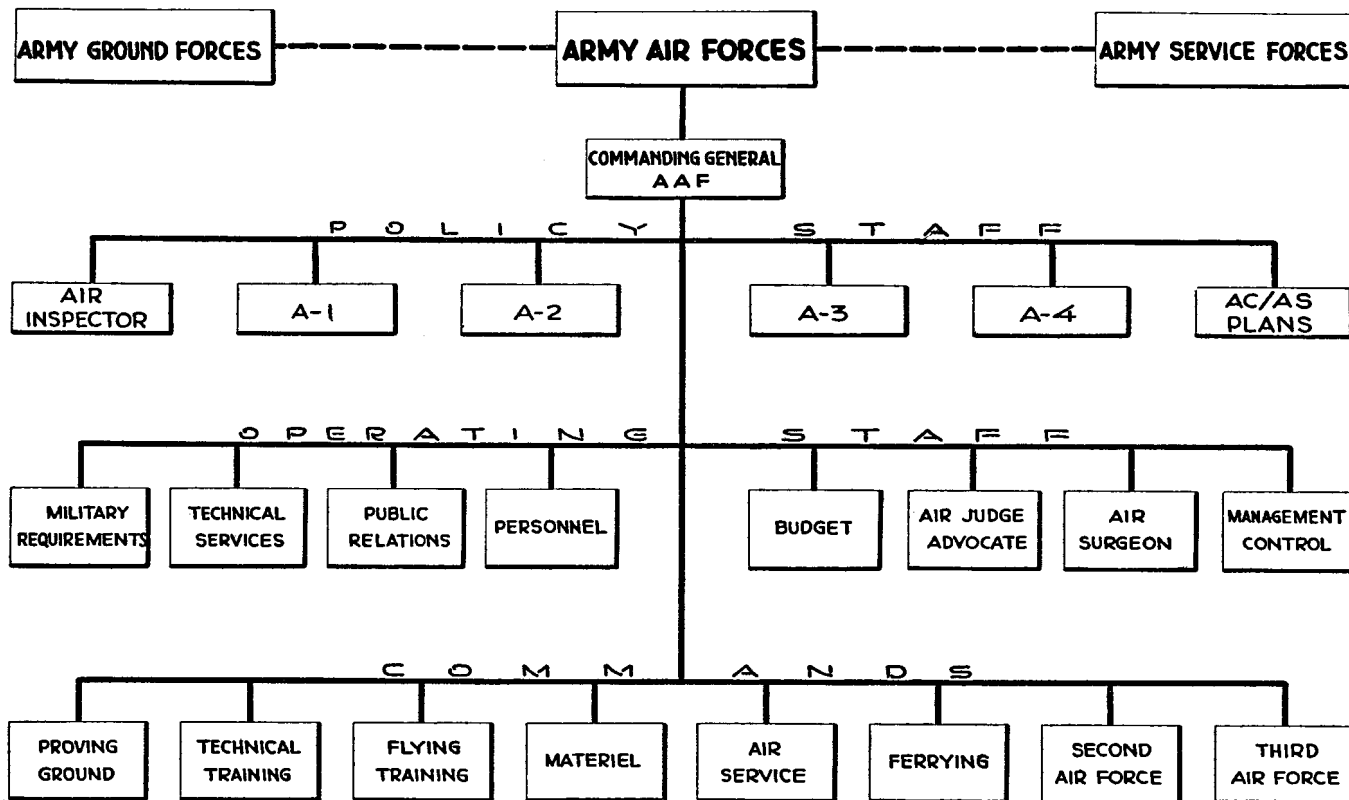 ARMY GROUND FORCES
ARMY AIR FORCES
ARMY SERVICE FORCES
COMMANDING GENERAL
AAF
POLICY STAFF
AIR
INSPECTOR
A-1
A-2
A-3
A-4
AC/AS
PLANS
OPERATING STAFF
MILITARY
REQUIREMENTS
TECHNICAL
SERVICES
PUBLIC
RELATIONS
PERSONNEL
BUDGET
AIR JUDGE
ADVOCATE
AIR
SURGEON
MANAGEMENT
CONTROL
COMMANDS
PROVING
GROUND
TECHNICAL
TRAINING
FLYING
TRAINING
MATERIEL
AIR
SERVICE
FERRYING
SECOND
AIR FORCE
THIRD
AIR FORCE